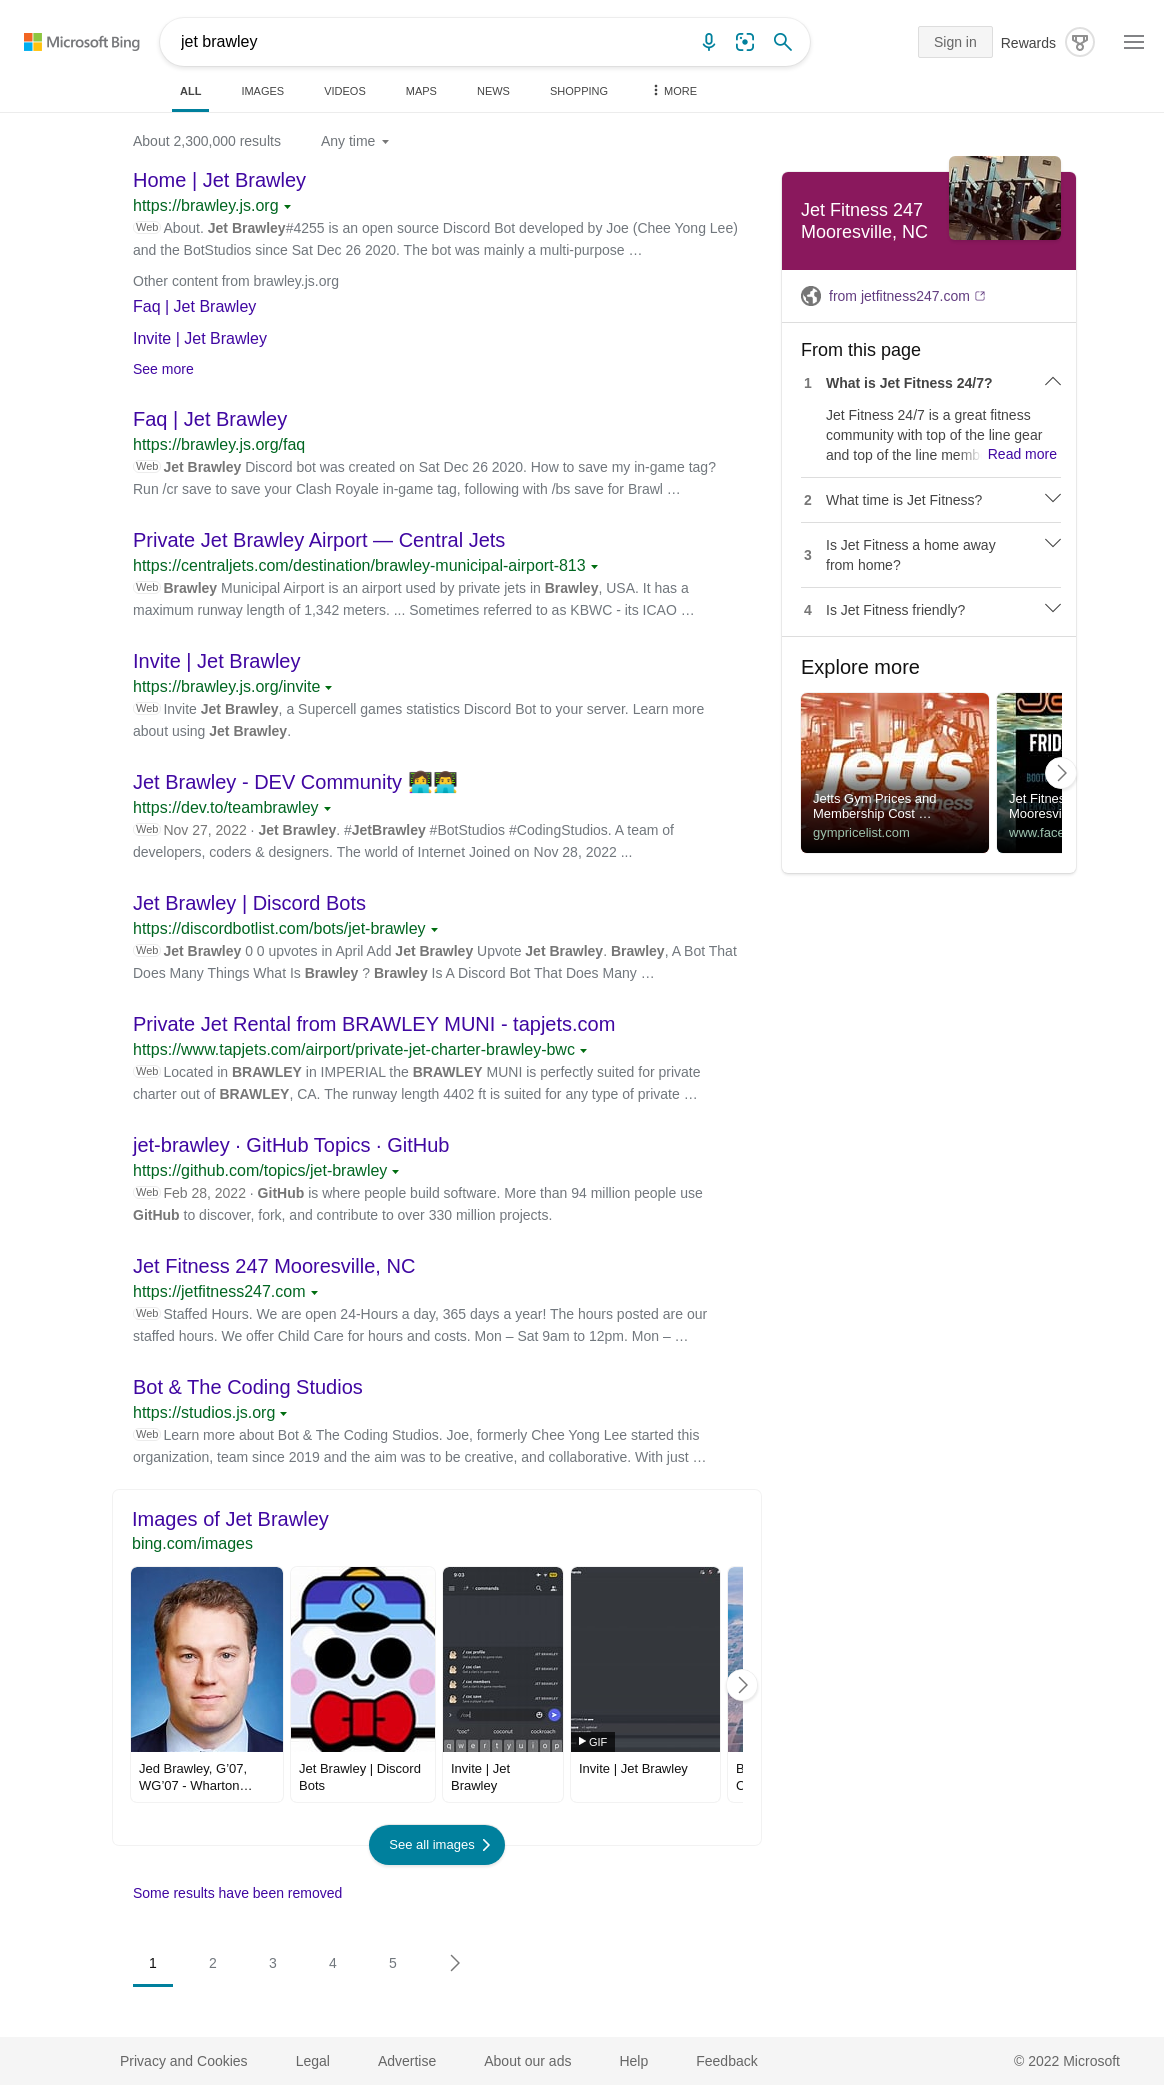 Microsoft Bing
jet brawley
Sign in
Rewards
ALL
IMAGES
VIDEOS
MAPS
NEWS
SHOPPING
MORE
About 2,300,000 results
Any time
Home | Jet Brawley
https://brawley.js.org
Web About. Jet Brawley#4255 is an open source Discord Bot developed by Joe (Chee Yong Lee)
and the BotStudios since Sat Dec 26 2020. The bot was mainly a multi-purpose …
Other content from brawley.js.org
Faq | Jet Brawley
Invite | Jet Brawley
See more
Faq | Jet Brawley
https://brawley.js.org/faq
Web Jet Brawley Discord bot was created on Sat Dec 26 2020. How to save my in-game tag?
Run /cr save to save your Clash Royale in-game tag, following with /bs save for Brawl …
Private Jet Brawley Airport — Central Jets
https://centraljets.com/destination/brawley-municipal-airport-813
Web Brawley Municipal Airport is an airport used by private jets in Brawley, USA. It has a
maximum runway length of 1,342 meters. ... Sometimes referred to as KBWC - its ICAO …
Invite | Jet Brawley
https://brawley.js.org/invite
Web Invite Jet Brawley, a Supercell games statistics Discord Bot to your server. Learn more
about using Jet Brawley.
Jet Brawley - DEV Community 👩‍💻👨‍💻
https://dev.to/teambrawley
Web Nov 27, 2022 · Jet Brawley. #JetBrawley #BotStudios #CodingStudios. A team of
developers, coders & designers. The world of Internet Joined on Nov 28, 2022 ...
Jet Brawley | Discord Bots
https://discordbotlist.com/bots/jet-brawley
Web Jet Brawley 0 0 upvotes in April Add Jet Brawley Upvote Jet Brawley. Brawley, A Bot That
Does Many Things What Is Brawley ? Brawley Is A Discord Bot That Does Many …
Private Jet Rental from BRAWLEY MUNI - tapjets.com
https://www.tapjets.com/airport/private-jet-charter-brawley-bwc
Web Located in BRAWLEY in IMPERIAL the BRAWLEY MUNI is perfectly suited for private
charter out of BRAWLEY, CA. The runway length 4402 ft is suited for any type of private …
jet-brawley · GitHub Topics · GitHub
https://github.com/topics/jet-brawley
Web Feb 28, 2022 · GitHub is where people build software. More than 94 million people use
GitHub to discover, fork, and contribute to over 330 million projects.
Jet Fitness 247 Mooresville, NC
https://jetfitness247.com
Web Staffed Hours. We are open 24-Hours a day, 365 days a year! The hours posted are our
staffed hours. We offer Child Care for hours and costs. Mon – Sat 9am to 12pm. Mon – …
Bot & The Coding Studios
https://studios.js.org
Web Learn more about Bot & The Coding Studios. Joe, formerly Chee Yong Lee started this
organization, team since 2019 and the aim was to be creative, and collaborative. With just …
Images of Jet Brawley
bing.com/images
9:03
commands
/ coc profile
/ coc clan
/ coc members
/ coc save
JET BRAWLEY
JET BRAWLEY
JET BRAWLEY
JET BRAWLEY
"coc"
coconut
cockroach
q w e r t y u i o p
GIF
Jed Brawley, G’07,
WG’07 - Wharton…
Jet Brawley | Discord
Bots
Invite | Jet
Brawley
Invite | Jet Brawley
See all images
Some results have been removed
1
2
3
4
5
Jet Fitness 247
Mooresville, NC
from jetfitness247.com
From this page
1 What is Jet Fitness 24/7?
Jet Fitness 24/7 is a great fitness
community with top of the line gear
and top of the line memb Read more
2 What time is Jet Fitness?
3 Is Jet Fitness a home away
from home?
4 Is Jet Fitness friendly?
Explore more
jetts
24 hour fitness
Jetts Gym Prices and
Membership Cost …
gympricelist.com
FRID
Jet Fitnes
Mooresvi
www.face
Privacy and Cookies
Legal
Advertise
About our ads
Help
Feedback
© 2022 Microsoft